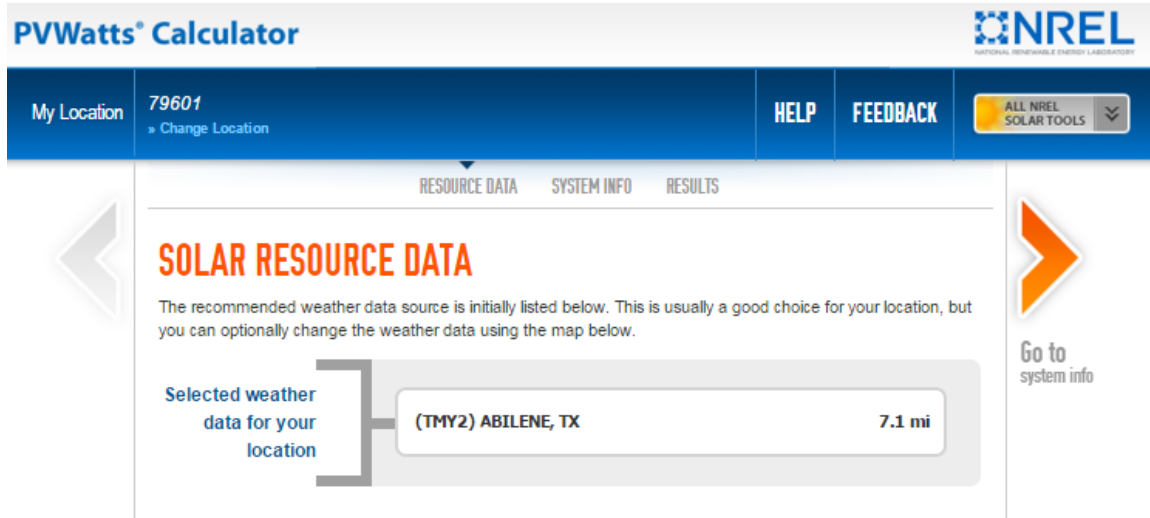 PVWatts® Calculator
NREL
NATIONAL RENEWABLE ENERGY LABORATORY
My Location
79601
» Change Location
HELP
FEEDBACK
ALL NREL
SOLAR TOOLS
RESOURCE DATA SYSTEM INFO RESULTS
SOLAR RESOURCE DATA
The recommended weather data source is initially listed below. This is usually a good choice for your location, but
you can optionally change the weather data using the map below.
Go to
system info
Selected weather
data for your
location
(TMY2) ABILENE, TX 7.1 mi